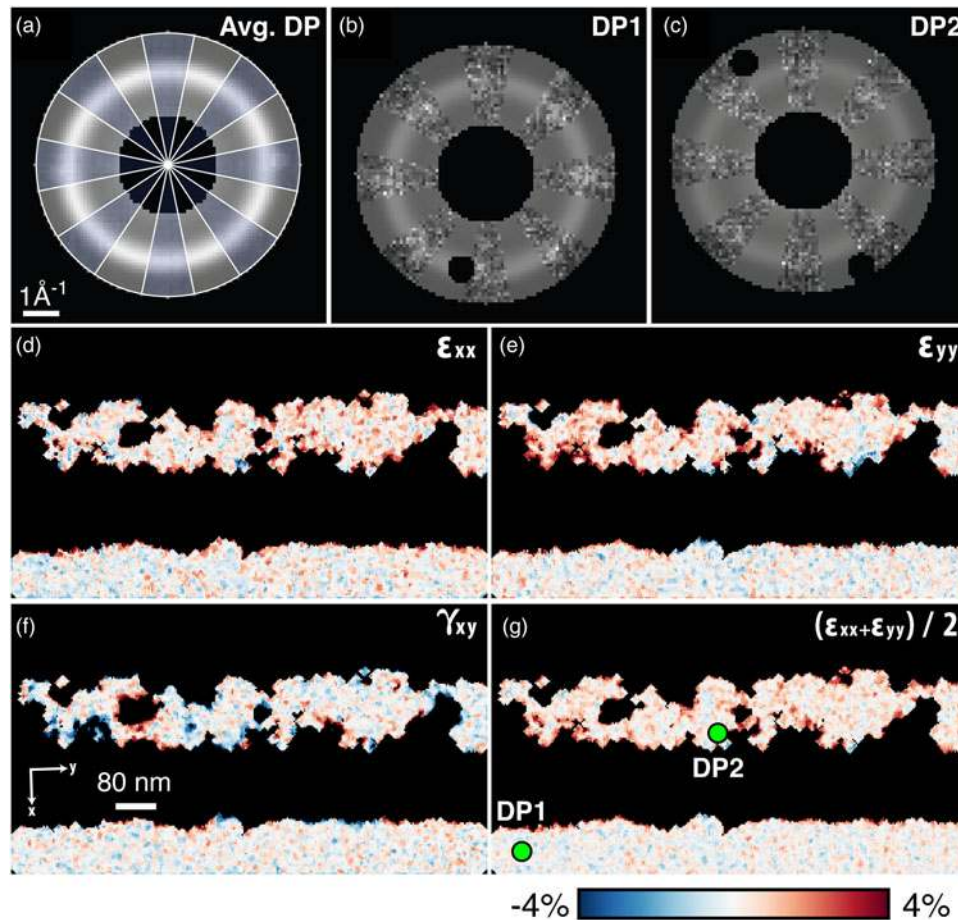 (a) Avg. DP
(b) DP1
(c) DP2
1Å⁻¹
(d) εxx
(e) εyy
(f) γxy
(g) (εxx+εyy) / 2
y
x
80 nm
DP2
DP1
-4% 4%